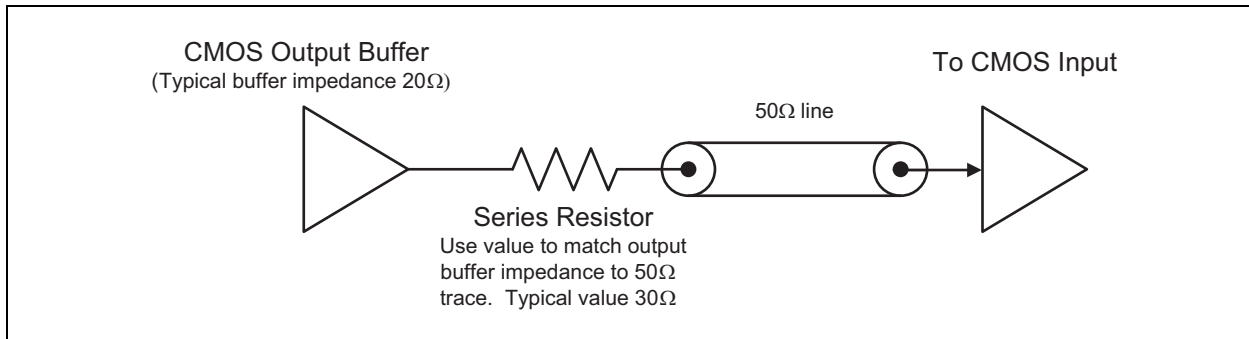 CMOS Output Buffer
(Typical buffer impedance 20Ω)
To CMOS Input
50Ω line
Series Resistor
Use value to match output
buffer impedance to 50Ω
trace. Typical value 30Ω